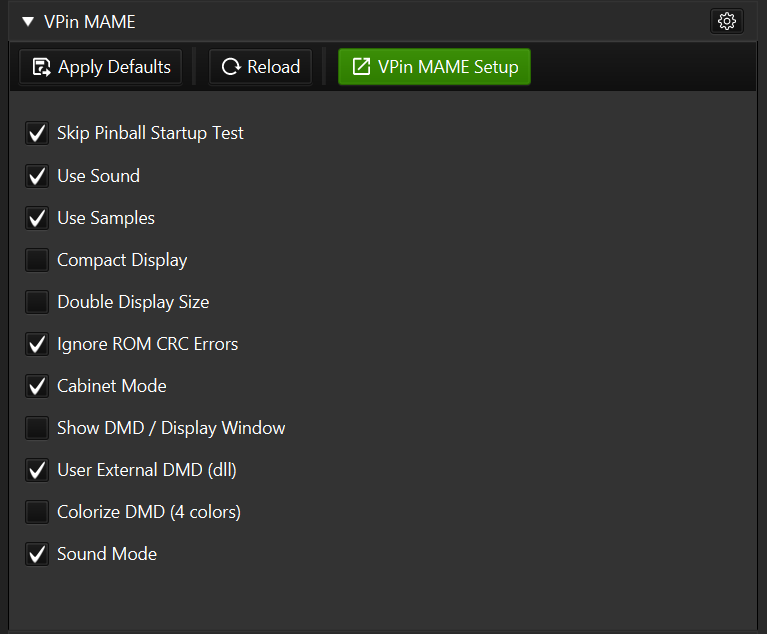 VPin MAME
Apply Defaults Reload VPin MAME Setup
Skip Pinball Startup Test
Use Sound
Use Samples
Compact Display
Double Display Size
Ignore ROM CRC Errors
Cabinet Mode
Show DMD / Display Window
User External DMD (dll)
Colorize DMD (4 colors)
Sound Mode